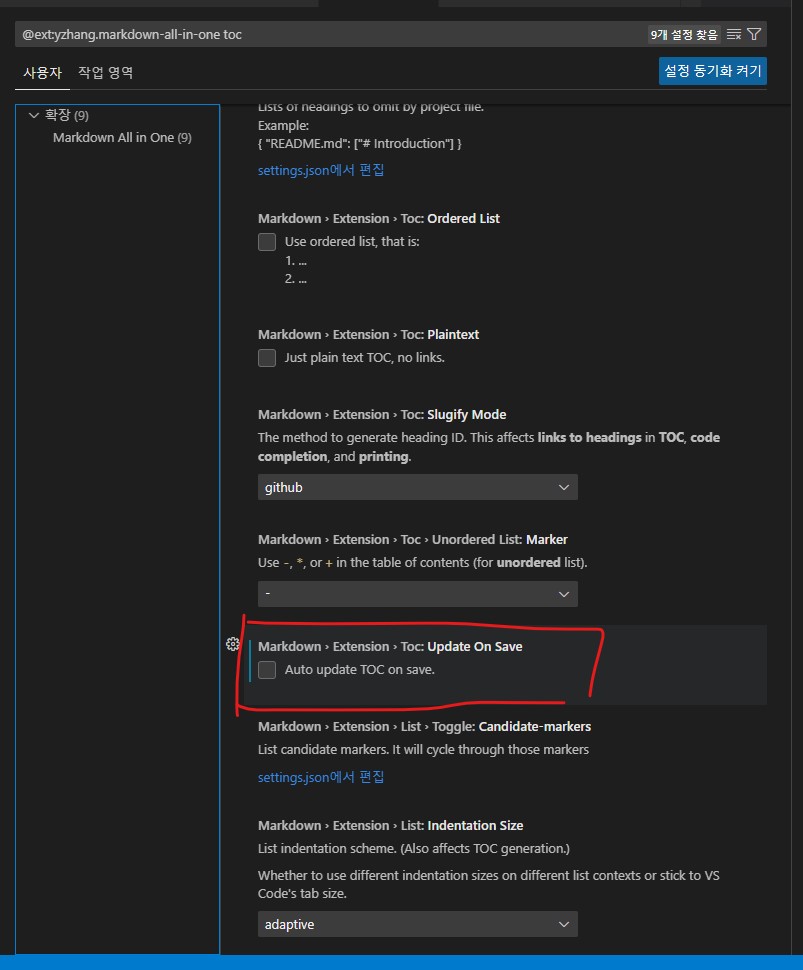 @ext:yzhang.markdown-all-in-one toc
9개 설정 찾음
사용자 작업 영역
설정 동기화 켜기
확장 (9)
Markdown All in One (9)
Lists of headings to omit by project file.
Example:
{ "README.md": ["# Introduction"] }
settings.json에서 편집
Markdown › Extension › Toc: Ordered List
Use ordered list, that is:
1. ...
2. ...
Markdown › Extension › Toc: Plaintext
Just plain text TOC, no links.
Markdown › Extension › Toc: Slugify Mode
The method to generate heading ID. This affects links to headings in TOC, code
completion, and printing.
github
Markdown › Extension › Toc › Unordered List: Marker
Use -, *, or + in the table of contents (for unordered list).
-
Markdown › Extension › Toc: Update On Save
Auto update TOC on save.
Markdown › Extension › List › Toggle: Candidate-markers
List candidate markers. It will cycle through those markers
settings.json에서 편집
Markdown › Extension › List: Indentation Size
List indentation scheme. (Also affects TOC generation.)
Whether to use different indentation sizes on different list contexts or stick to VS
Code's tab size.
adaptive